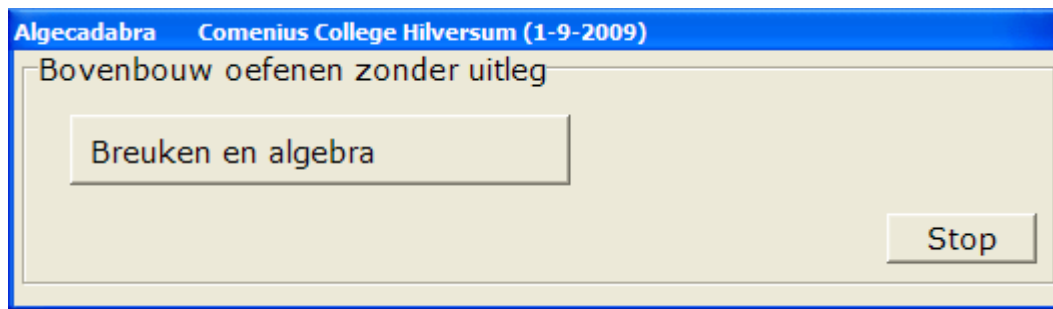 Algecadabra Comenius College Hilversum (1-9-2009)
Bovenbouw oefenen zonder uitleg
Breuken en algebra
Stop